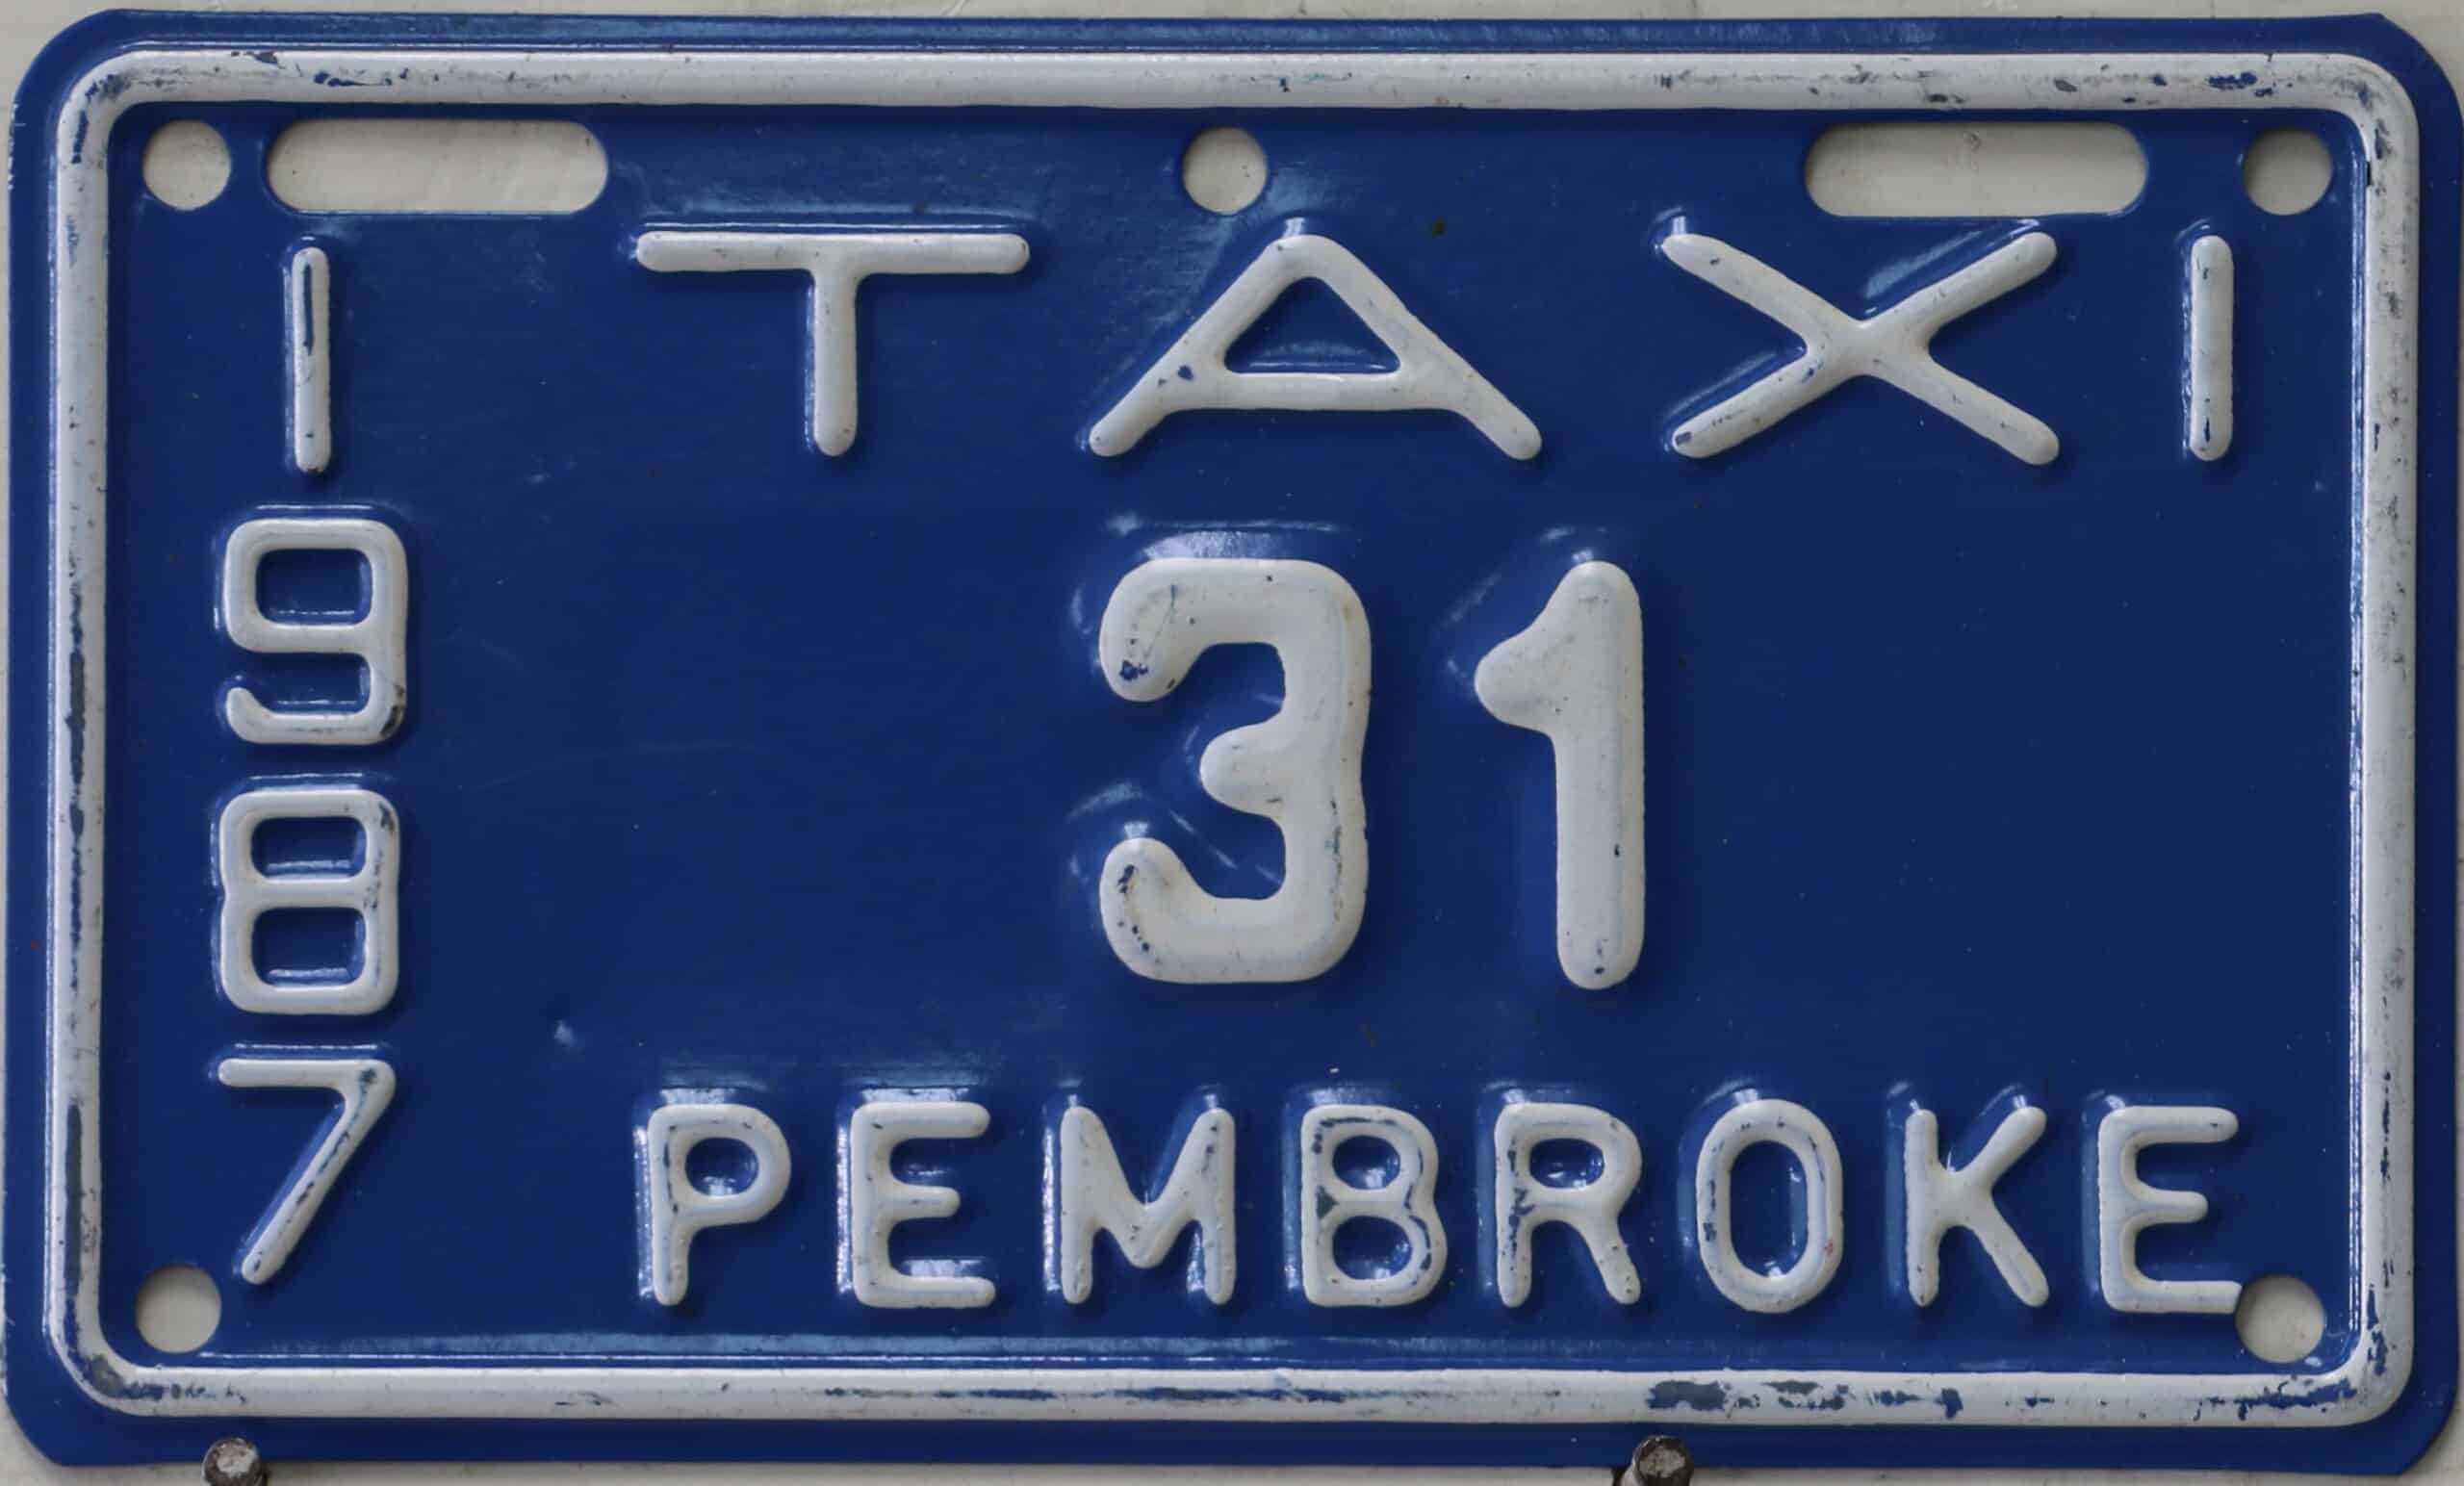 1987
TAXI
31
PEMBROKE